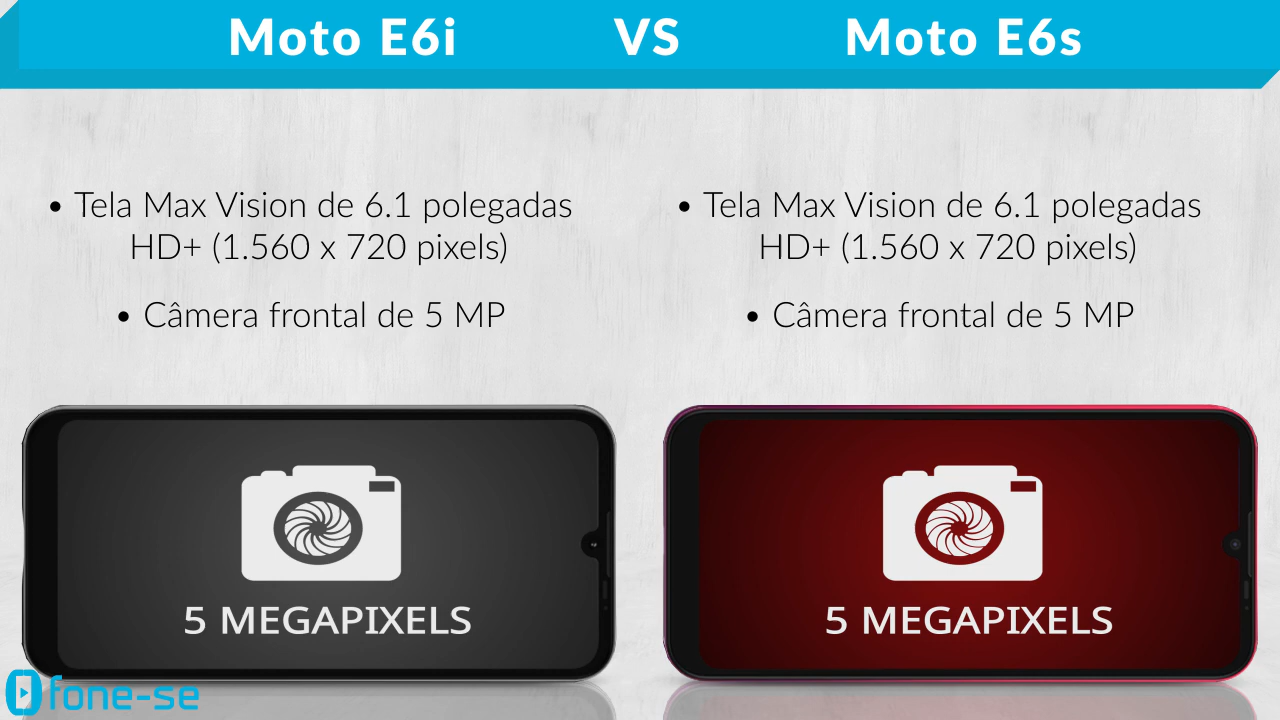 Moto E6i VS Moto E6s
• Tela Max Vision de 6.1 polegadas
HD+ (1.560 x 720 pixels)
• Câmera frontal de 5 MP
• Tela Max Vision de 6.1 polegadas
HD+ (1.560 x 720 pixels)
• Câmera frontal de 5 MP
5 MEGAPIXELS
5 MEGAPIXELS
fone-se